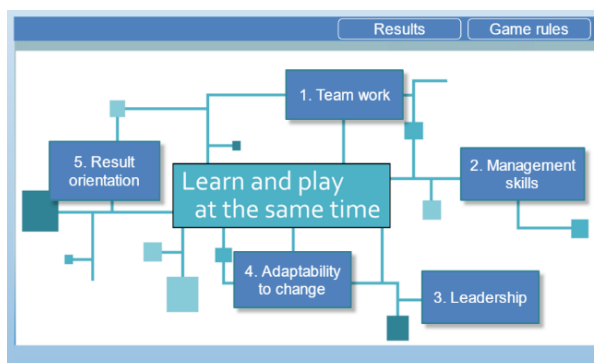 Results
Game rules
1. Team work
5. Result
orientation
Learn and play
at the same time
2. Management
skills
4. Adaptability
to change
3. Leadership